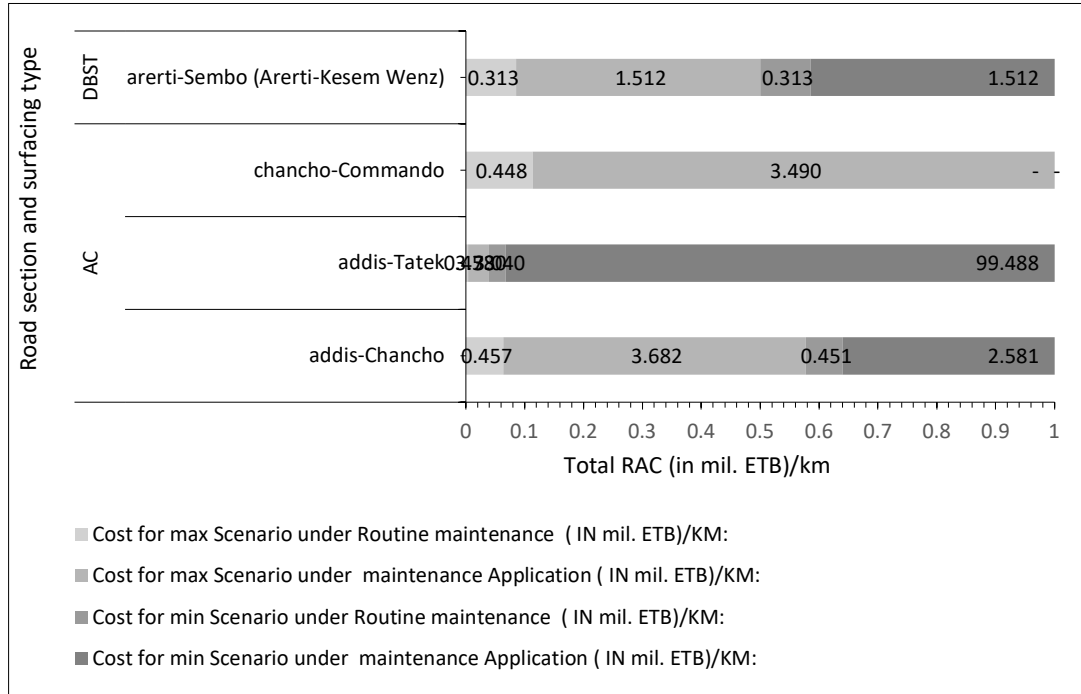 Road section and surfacing type
DBST
arerti-Sembo (Arerti-Kesem Wenz)
0.313 1.512 0.313 1.512
AC
chancho-Commando
0.448 3.490 - -
addis-Tatek
99.488
addis-Chancho
0.457 3.682 0.451 2.581
0 0.1 0.2 0.3 0.4 0.5 0.6 0.7 0.8 0.9 1
Total RAC (in mil. ETB)/km
Cost for max Scenario under Routine maintenance ( IN mil. ETB)/KM:
Cost for max Scenario under maintenance Application ( IN mil. ETB)/KM:
Cost for min Scenario under Routine maintenance ( IN mil. ETB)/KM:
Cost for min Scenario under maintenance Application ( IN mil. ETB)/KM: